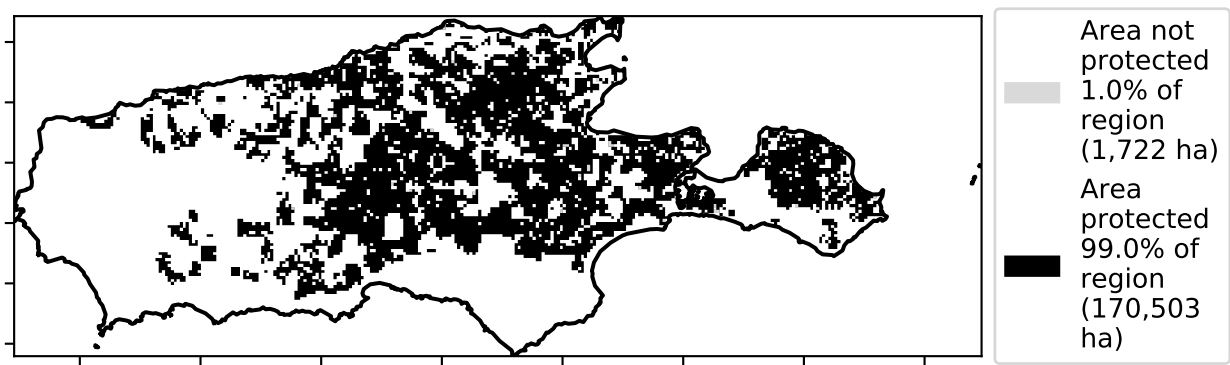 Area not
protected
1.0% of
region
(1,722 ha)
Area
protected
99.0% of
region
(170,503
ha)